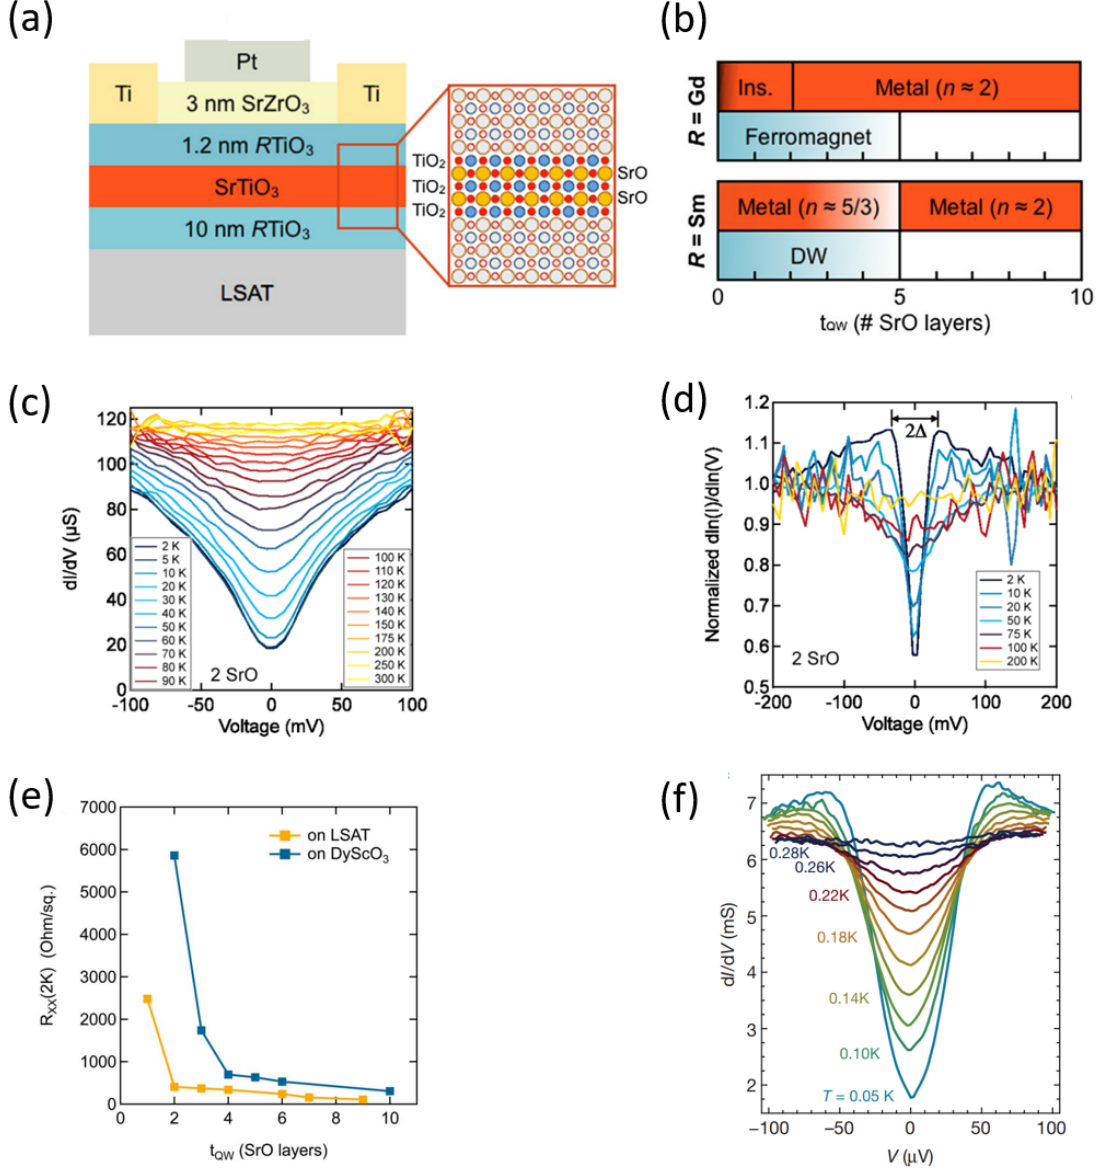 (a)
Pt
Ti
3 nm SrZrO₃
Ti
1.2 nm RTiO₃
SrTiO₃
10 nm RTiO₃
LSAT
TiO₂
SrO
TiO₂
SrO
TiO₂
(b)
R = Gd
Ins.
Metal (n ≈ 2)
Ferromagnet
R = Sm
Metal (n ≈ 5/3)
Metal (n ≈ 2)
DW
0
5
10
tQW (# SrO layers)
(c)
dI/dV (µS)
120
100
80
60
40
20
0
2 K
5 K
10 K
20 K
30 K
40 K
50 K
60 K
70 K
80 K
90 K
100 K
110 K
120 K
130 K
140 K
150 K
175 K
200 K
250 K
300 K
2 SrO
-100
-50
0
50
100
Voltage (mV)
(d)
Normalized dln(I)/dln(V)
1.2
1.1
1.0
0.9
0.8
0.7
0.6
0.5
2Δ
2 K
10 K
20 K
50 K
75 K
100 K
200 K
2 SrO
-200
-100
0
100
200
Voltage (mV)
(e)
RXX(2K) (Ohm/sq.)
7000
6000
5000
4000
3000
2000
1000
0
on LSAT
on DyScO₃
0
2
4
6
8
10
tQW (SrO layers)
(f)
dI/dV (mS)
7
6
5
4
3
2
0.28K
0.26K
0.22K
0.18K
0.14K
0.10K
T = 0.05 K
−100
−50
0
50
100
V (µV)